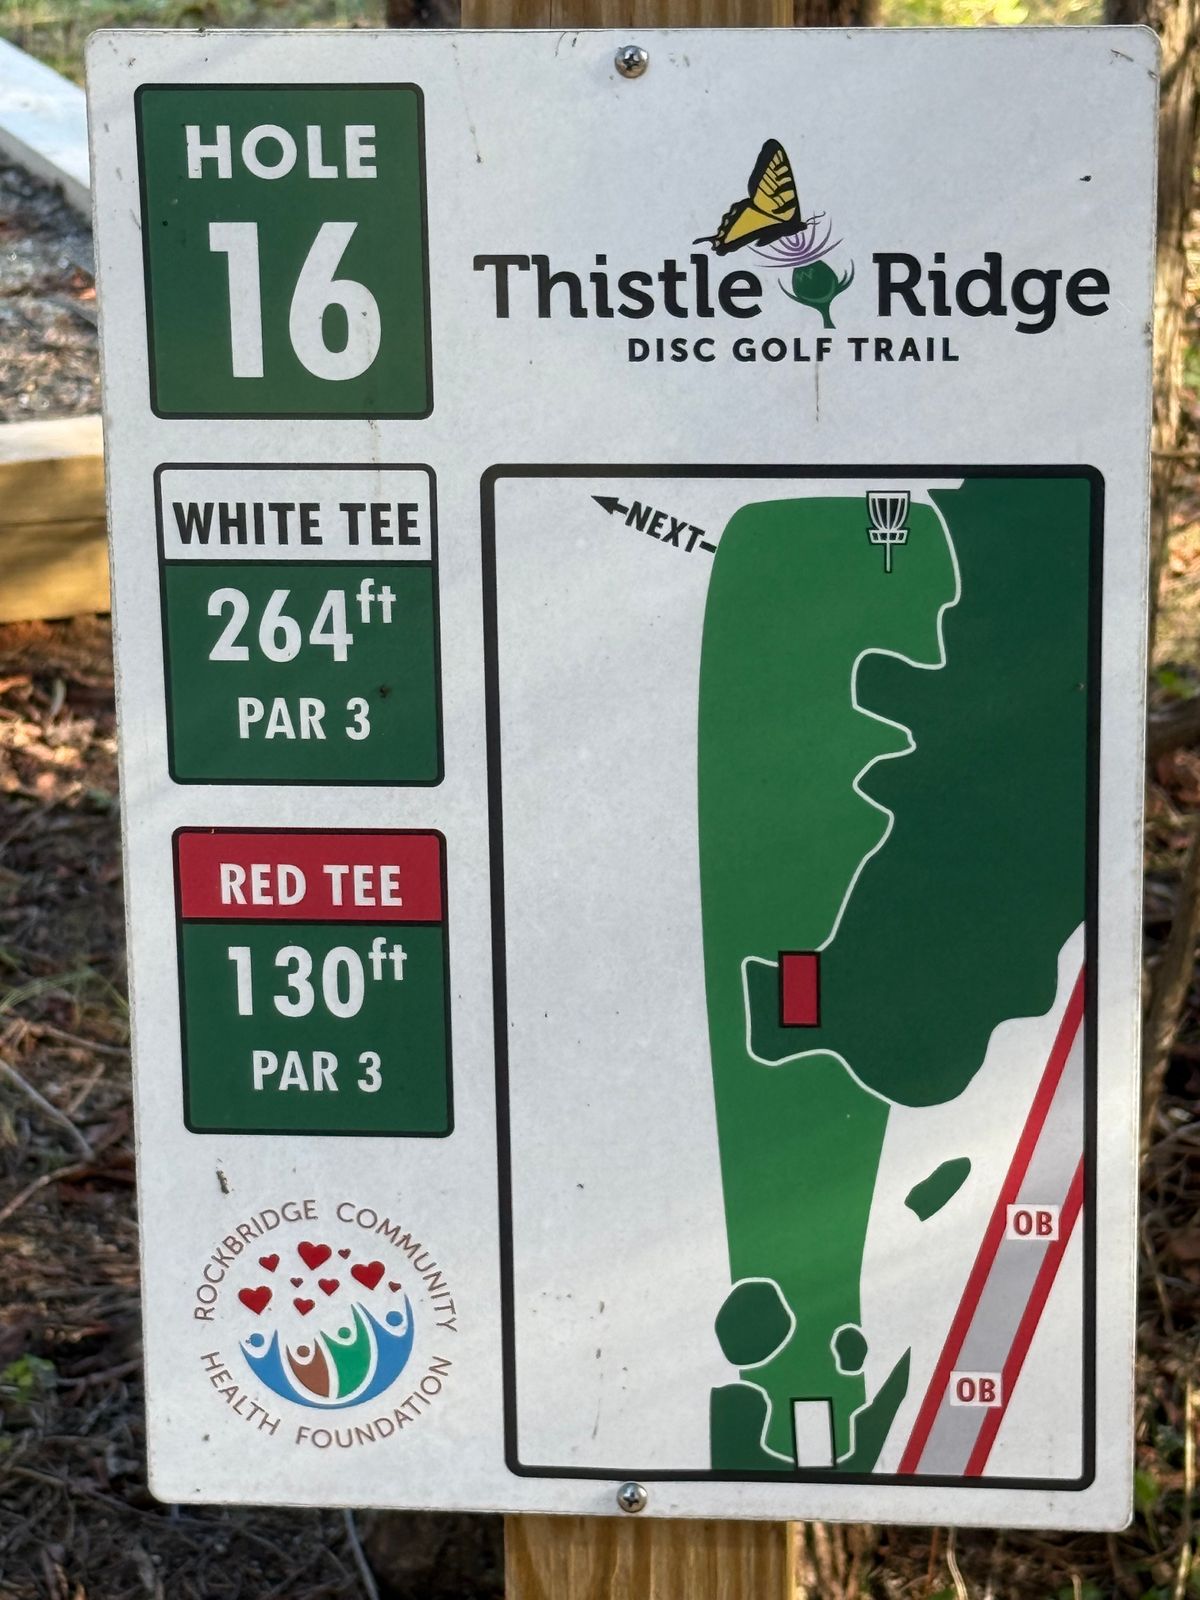 HOLE
16
Thistle Ridge
DISC GOLF TRAIL
WHITE TEE
264ft
PAR 3
RED TEE
130ft
PAR 3
NEXT
OB
OB
ROCKBRIDGE COMMUNITY
HEALTH FOUNDATION